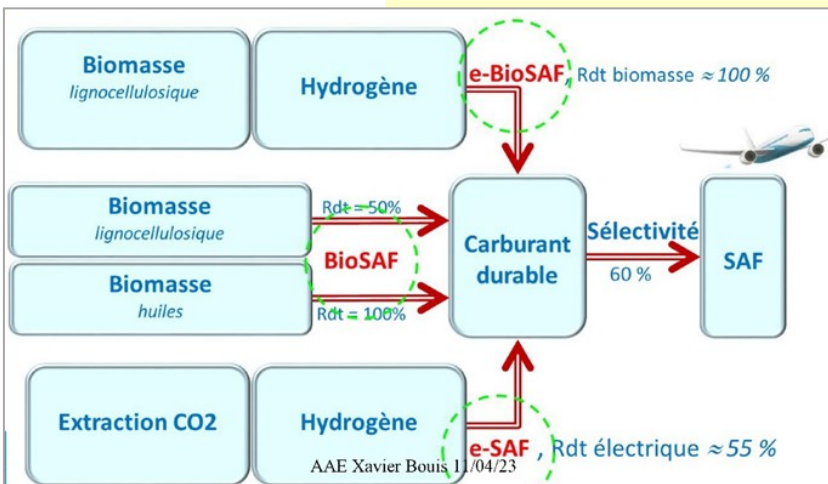 Biomasse
lignocellulosique
Hydrogène
e-BioSAF, Rdt biomasse ≈ 100 %
Biomasse
lignocellulosique
Rdt = 50%
BioSAF
Biomasse
huiles
Rdt = 100%
Carburant
durable
Sélectivité
60 %
SAF
Extraction CO2
Hydrogène
e-SAF , Rdt électrique ≈ 55 %
AAE Xavier Bouis 11/04/23